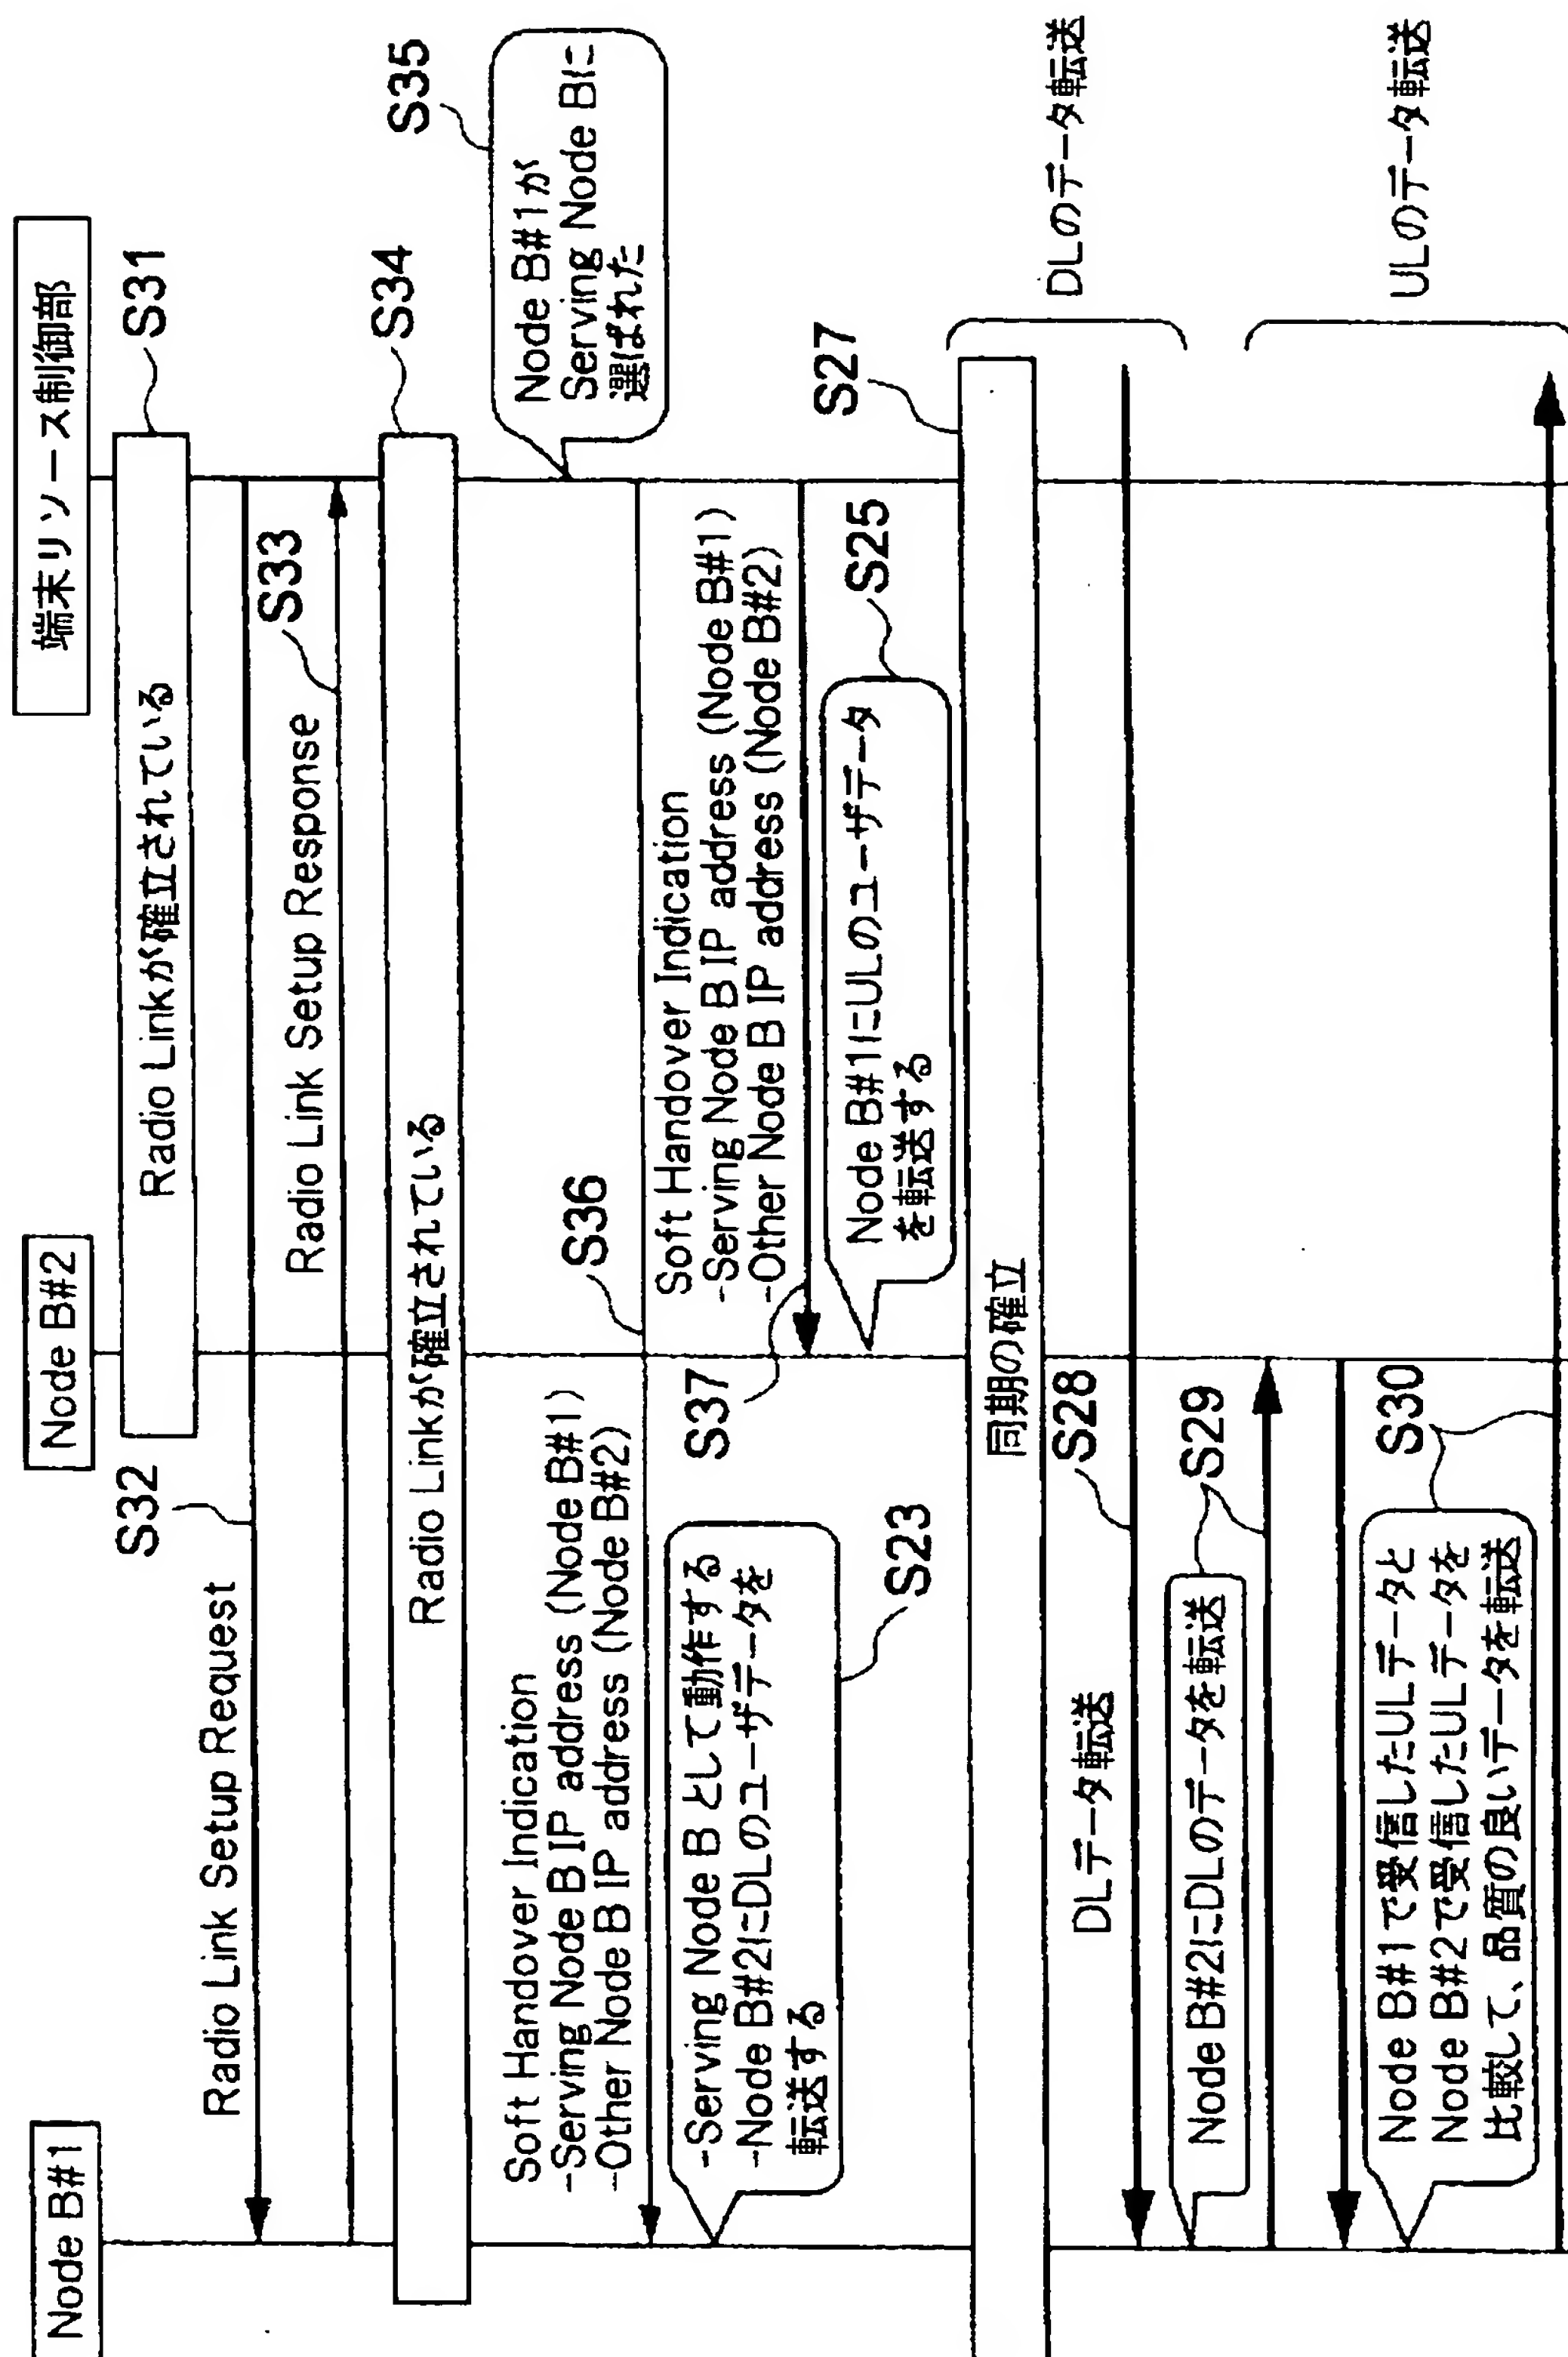 Node B#1
Node B#2
端末リソース制御部
S31
Radio Linkが確立されている
S32
Radio Link Setup Request
S33
Radio Link Setup Response
S34
Radio Linkが確立されている
S35
Node B#1が
Serving Node Bに
選ばれた
S36
Soft Handover Indication
-Serving Node B IP address (Node B#1)
-Other Node B IP address (Node B#2)
-Serving Node B として動作する
-Node B#2にDLのユーザデータを
転送する
S23
Soft Handover Indication
-Serving Node B IP address (Node B#1)
-Other Node B IP address (Node B#2)
S37
S25
Node B#1にULのユーザデータ
を転送する
S27
同期の確立
DLデータ転送
S28
DLのデータ転送
Node B#2にDLのデータを転送
S29
ULのデータ転送
Node B#1で受信したULデータと
Node B#2で受信したULデータを
比較して、品質の良いデータを転送
S30